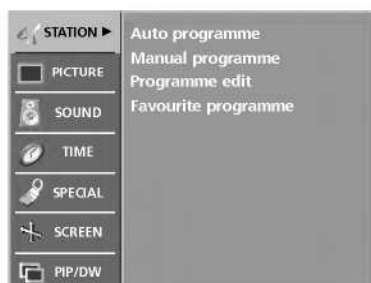 STATION ►
PICTURE
SOUND
TIME
SPECIAL
SCREEN
PIP/DW
Auto programme
Manual programme
Programme edit
Favourite programme